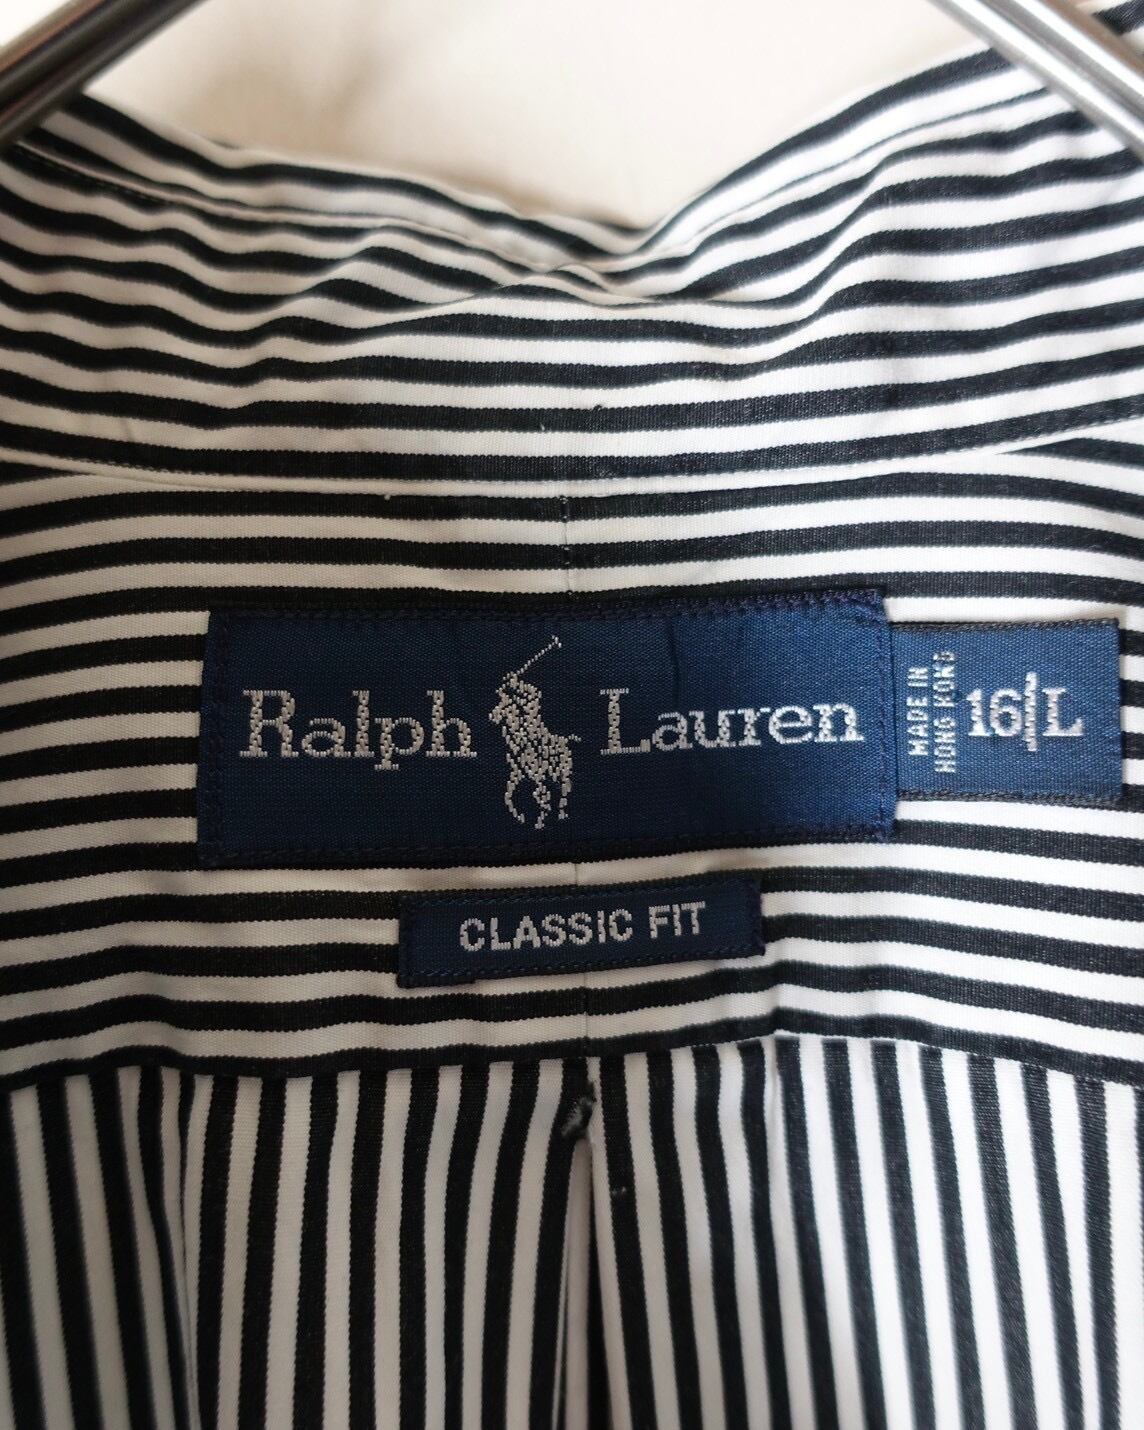 Ralph Lauren
MADE IN
HONG KONG
16/L
CLASSIC FIT